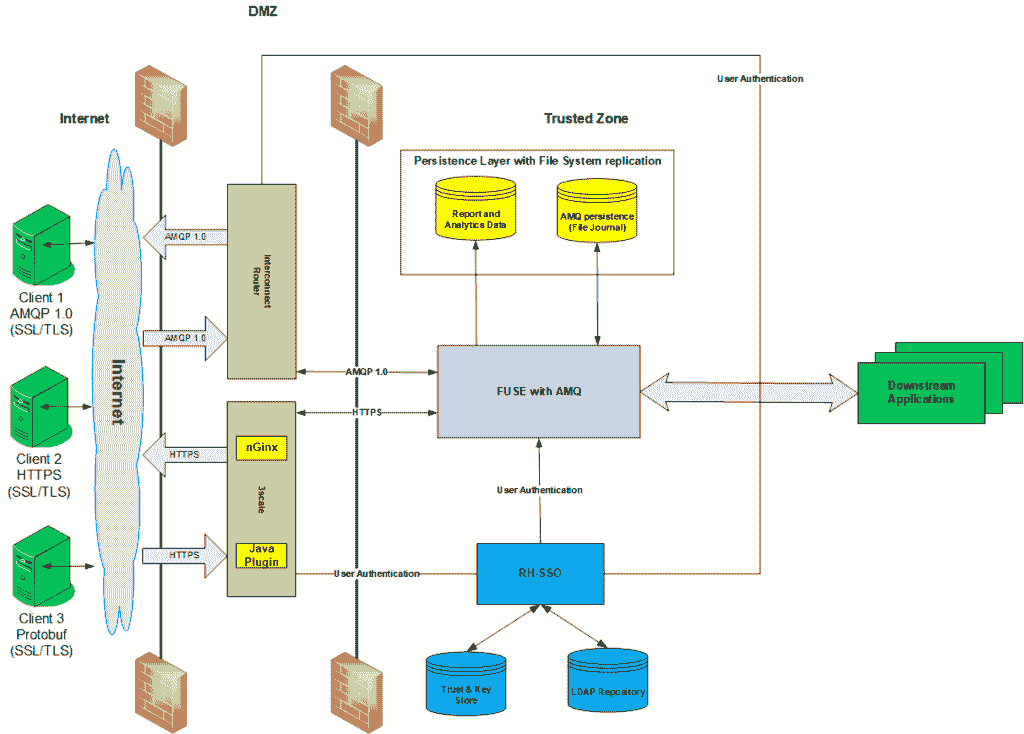 DMZ
User Authentication
Internet
Trusted Zone
Persistence Layer with File System replication
Report and
Analytics Data
AMQ persistence
(File Journal)
AMQP 1.0
Interconnect
Router
Client 1
AMQP 1.0
(SSL/TLS)
AMQP 1.0
Internet
AMQP 1.0
FUSE with AMQ
Downstream
Applications
HTTPS
nGinx
HTTPS
Client 2
HTTPS
(SSL/TLS)
3scale
User Authentication
HTTPS
Java
Plugin
User Authentication
RH-SSO
Client 3
Protobuf
(SSL/TLS)
Trust & Key
Store
LDAP Repository